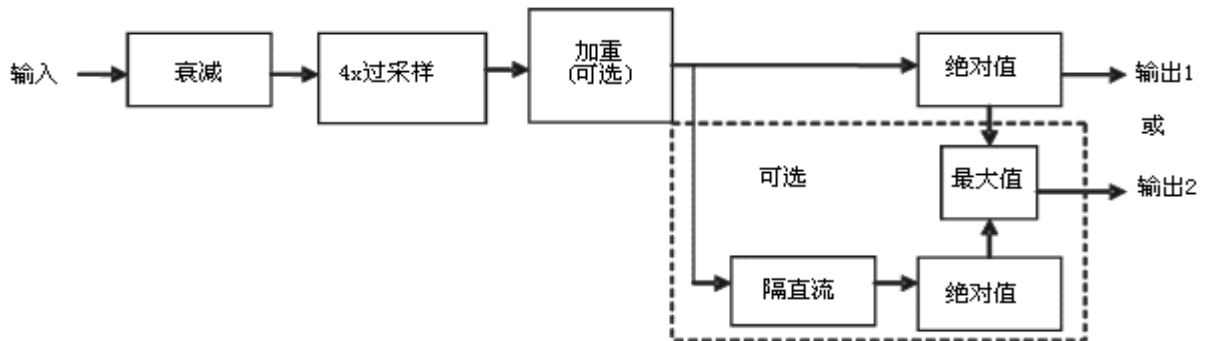 输入
衰减
4x过采样
加重
(可选)
绝对值
输出1
或
可选
最大值
输出2
隔直流
绝对值